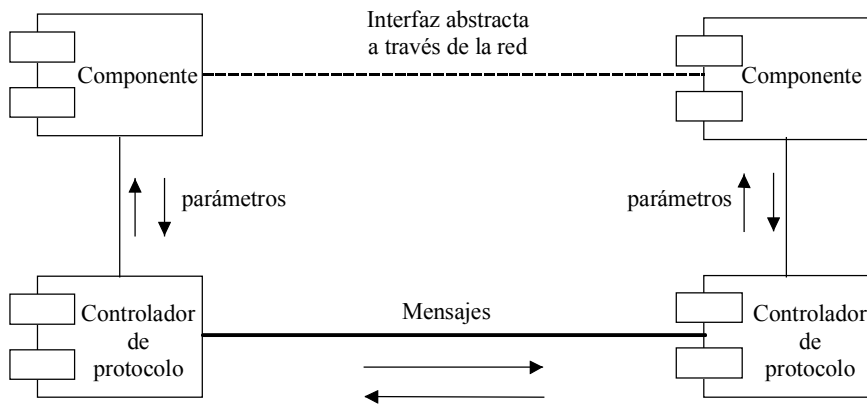 Interfaz abstracta
a través de la red
Componente
Componente
parámetros
parámetros
Controlador
de
protocolo
Mensajes
Controlador
de
protocolo